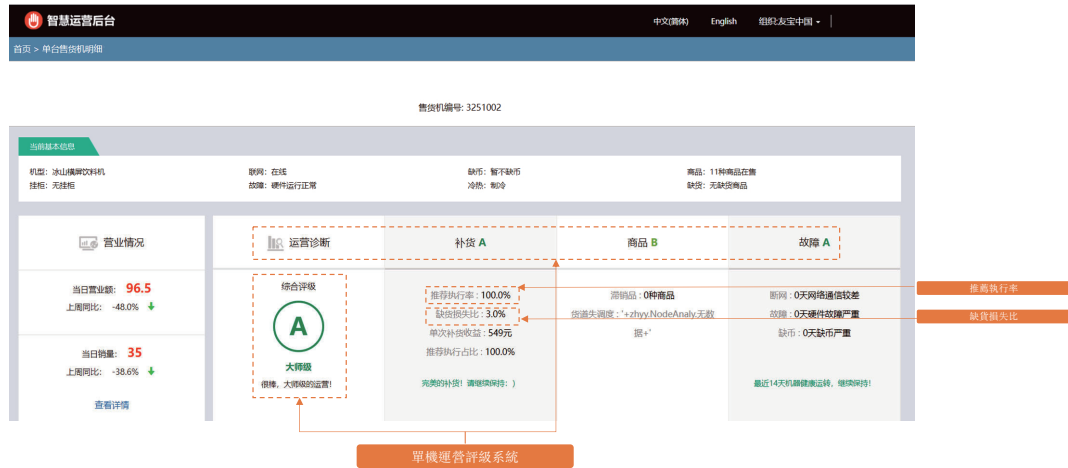 智慧运营后台
中文(简体) English 组织:友宝中国
首页 > 单台售货机明细
售货机编号: 3251002
当前基本信息
机型: 冰山横屏饮料机 联网: 在线 缺币: 暂不缺币 商品: 11种商品在售
挂柜: 无挂柜 故障: 硬件运行正常 冷热: 制冷 缺货: 无缺货商品
营业情况 运营诊断 补货 A 商品 B 故障 A
当日营业额: 96.5
上周同比: -48.0%
当日销量: 35
上周同比: -38.6%
查看详情
综合评级
A
大师级
很棒, 大师级的运营!
推荐执行率 : 100.0%
缺货损失比 : 3.0%
单次补货收益 : 549元
推荐执行占比 : 100.0%
完美的补货! 请继续保持: )
滞销品 : 0种商品
货道失调度 : '+zhyy.NodeAnaly.无数
据+'
断网 : 0天网络通信较差
故障 : 0天硬件故障严重
缺币 : 0天缺币严重
最近14天机器健康运转, 继续保持!
推薦執行率
缺貨損失比
單機運營評級系統